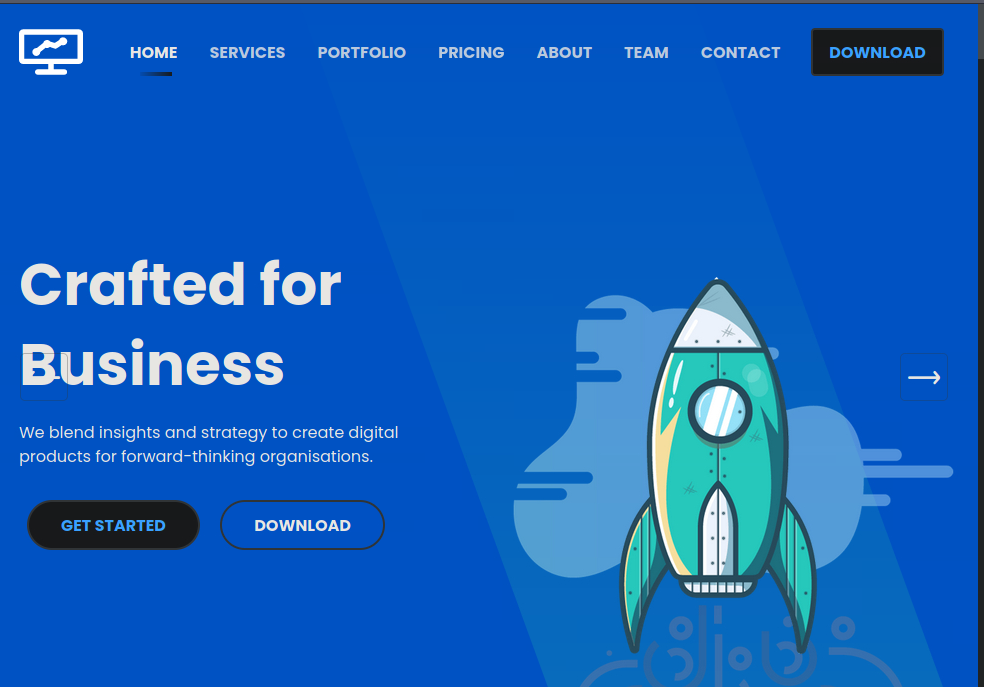 HOME SERVICES PORTFOLIO PRICING ABOUT TEAM CONTACT DOWNLOAD
Crafted for
Business
We blend insights and strategy to create digital
products for forward-thinking organisations.
GET STARTED DOWNLOAD